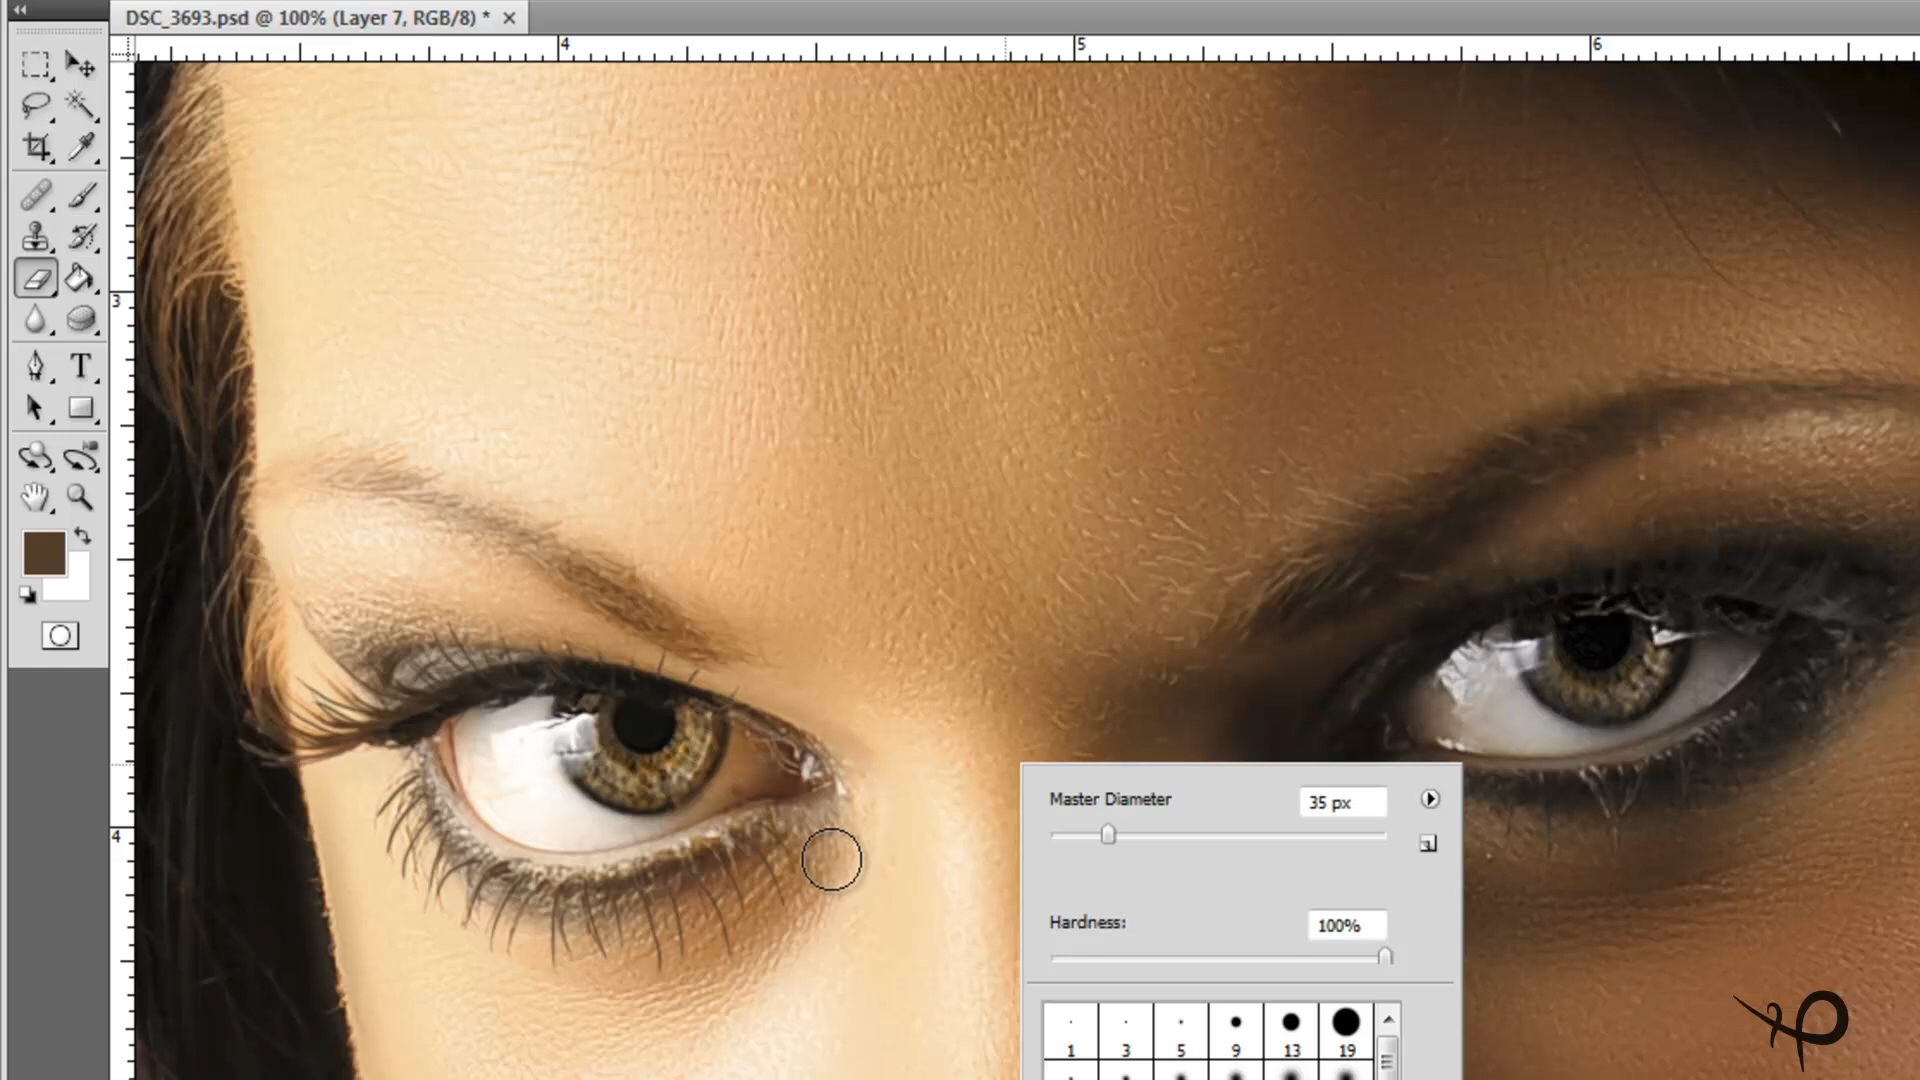 DSC_3693.psd @ 100% (Layer 7, RGB/8) *
4 5 6
3
4
T
Master Diameter 35 px
Hardness: 100%
1 3 5 9 13 19